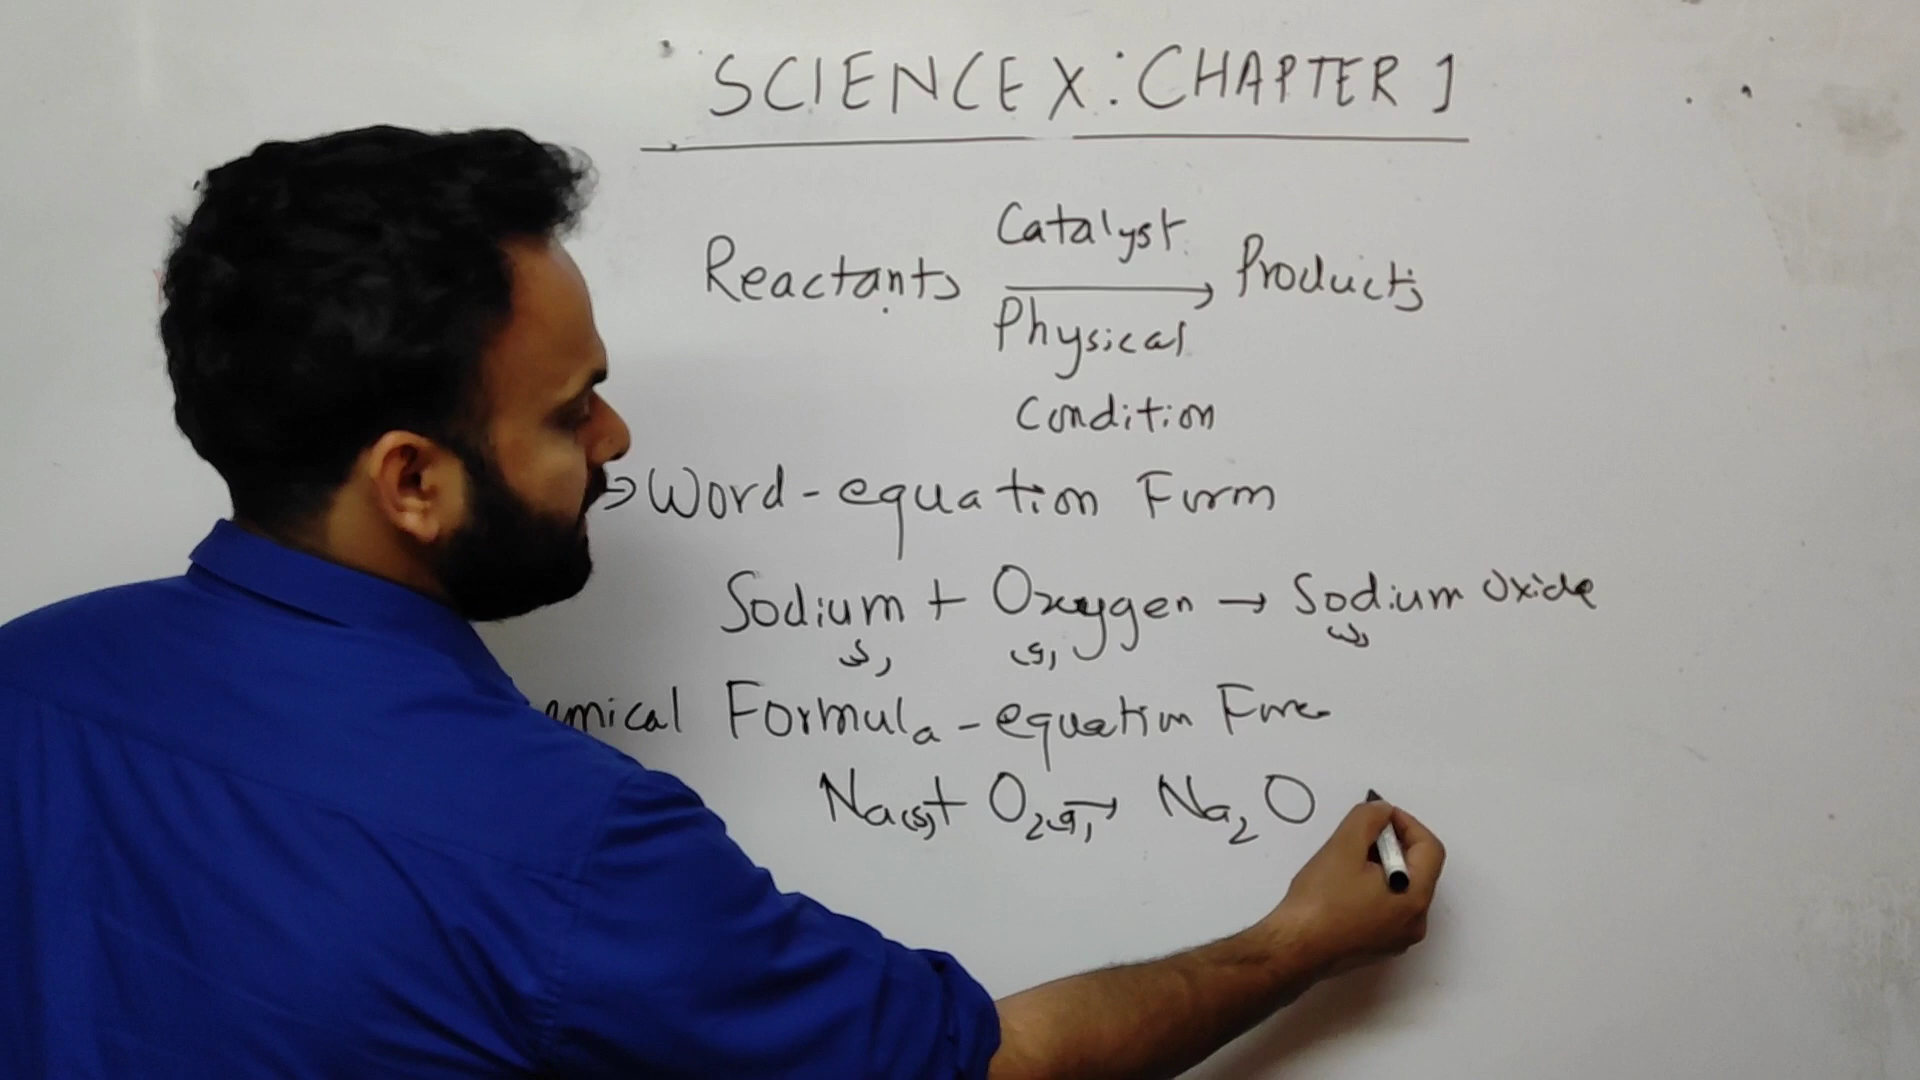 SCIENCE X : CHAPTER 1
Catalyst
Reactants → Products
Physical
Condition
→ Word-equation Form
Sodium + Oxygen → Sodium Oxide
(s) (g) (s)
emical Formula-equation Form
Na(s) + O2(g) → Na2O